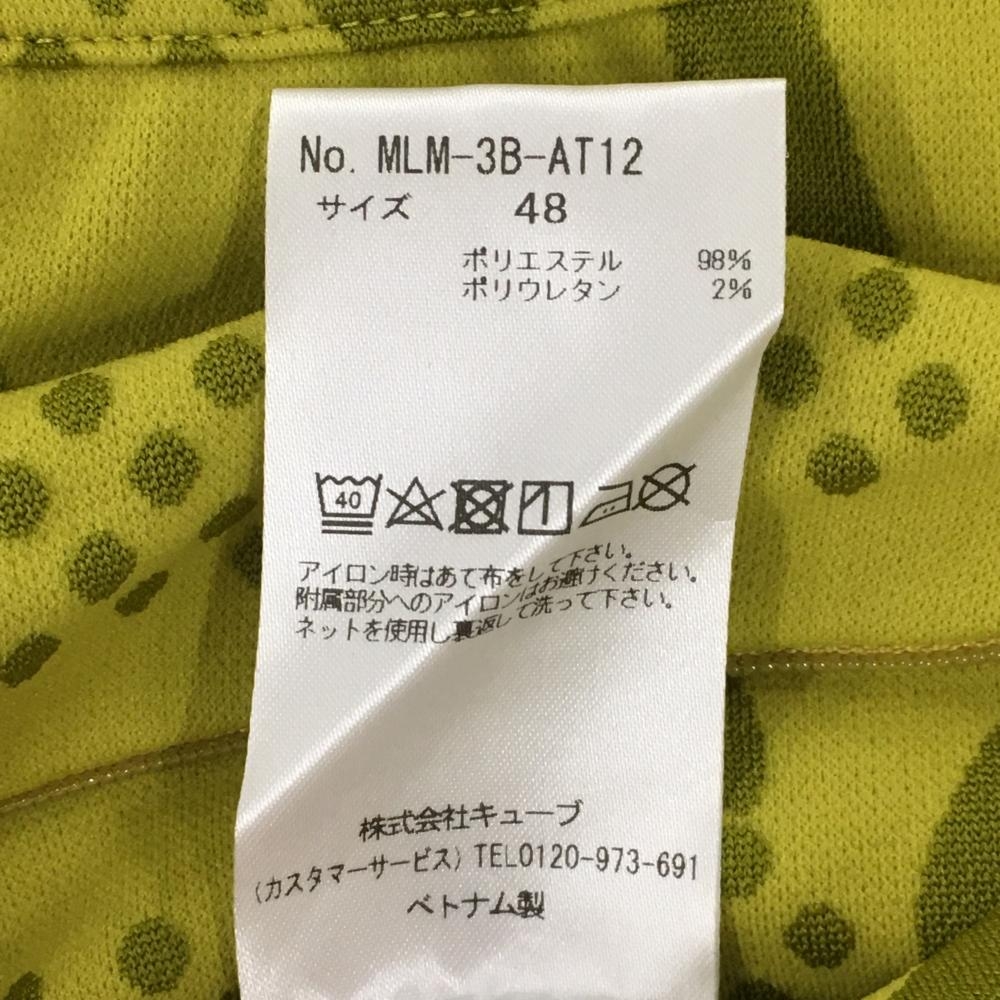 No. MLM-3B-AT12
サイズ 48
ポリエステル 98%
ポリウレタン 2%
40
アイロン時はあて布をして下さい。
附属部分へのアイロンはお避けください。
ネットを使用し裏返して洗って下さい。
株式会社キューブ
(カスタマーサービス) TEL0120-973-691
ベトナム製